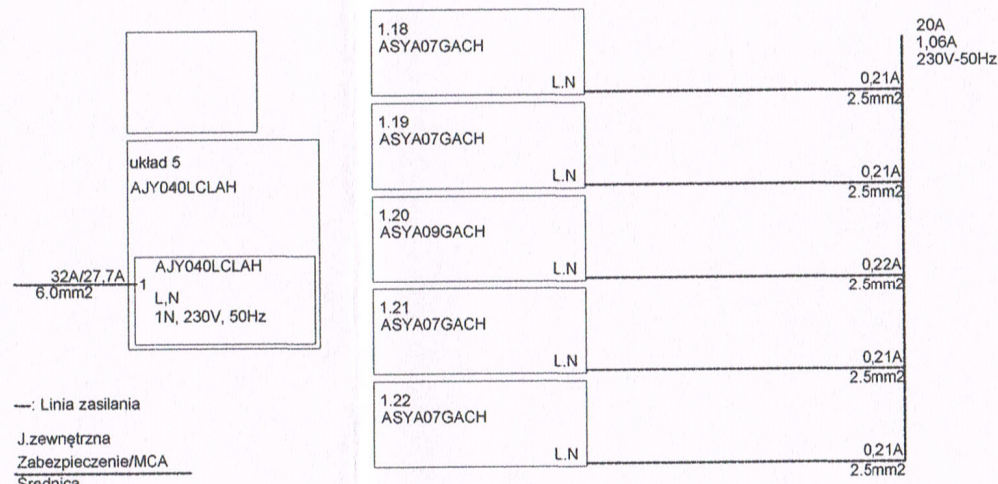 układ 5
AJY040LCLAH
32A/27,7A
6.0mm2
1
AJY040LCLAH
L,N
1N, 230V, 50Hz
—: Linia zasilania
J.zewnętrzna
Zabezpieczenie/MCA
Średnica
1.18
ASYA07GACH
L.N
0,21A
2.5mm2
1.19
ASYA07GACH
L.N
0,21A
2.5mm2
1.20
ASYA09GACH
L.N
0,22A
2.5mm2
1.21
ASYA07GACH
L.N
0,21A
2.5mm2
1.22
ASYA07GACH
L.N
0,21A
2.5mm2
20A
1,06A
230V-50Hz